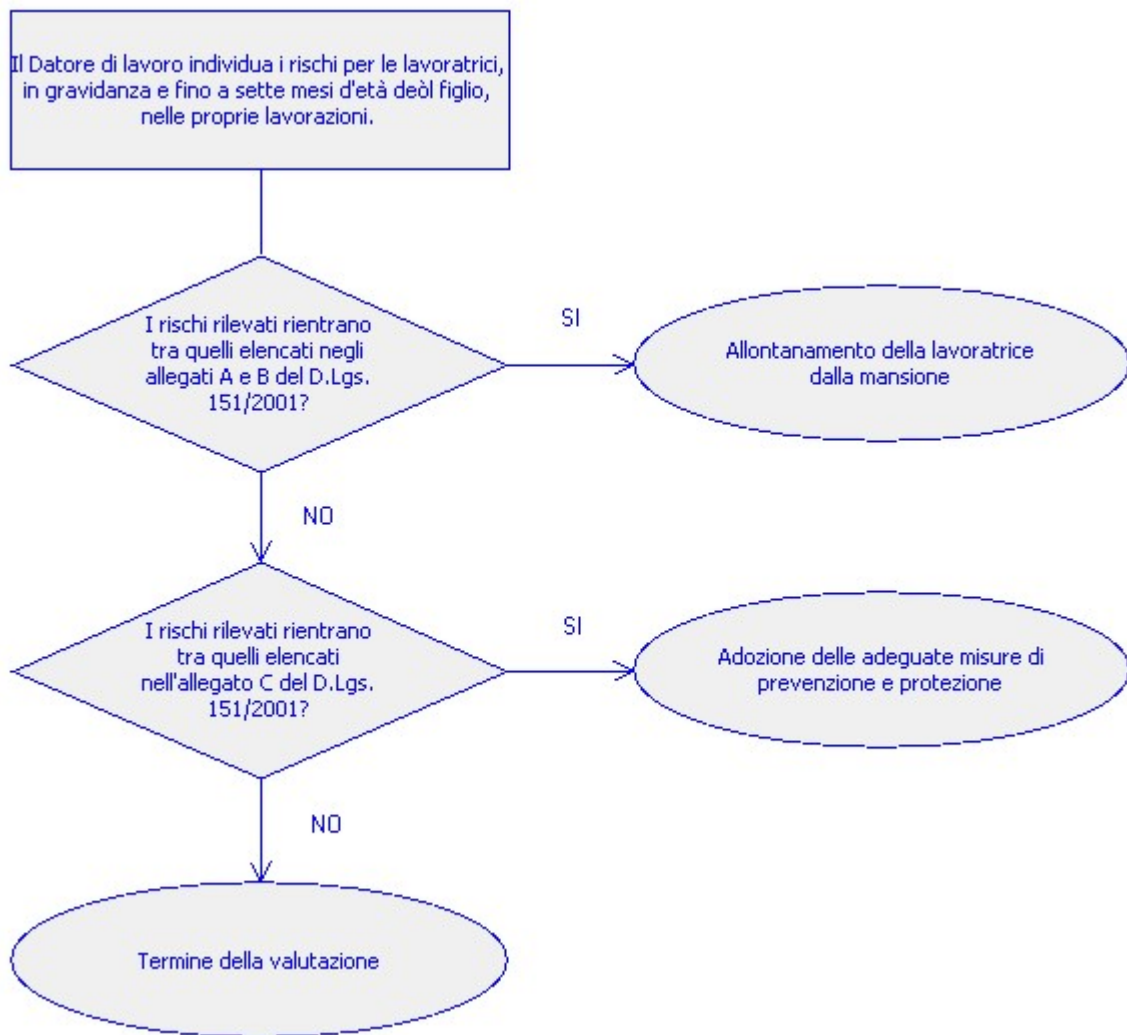 Il Datore di lavoro individua i rischi per le lavoratrici,
in gravidanza e fino a sette mesi d'età deòl figlio,
nelle proprie lavorazioni.
I rischi rilevati rientrano
tra quelli elencati negli
allegati A e B del D.Lgs.
151/2001?
SI
Allontanamento della lavoratrice
dalla mansione
NO
I rischi rilevati rientrano
tra quelli elencati
nell'allegato C del D.Lgs.
151/2001?
SI
Adozione delle adeguate misure di
prevenzione e protezione
NO
Termine della valutazione